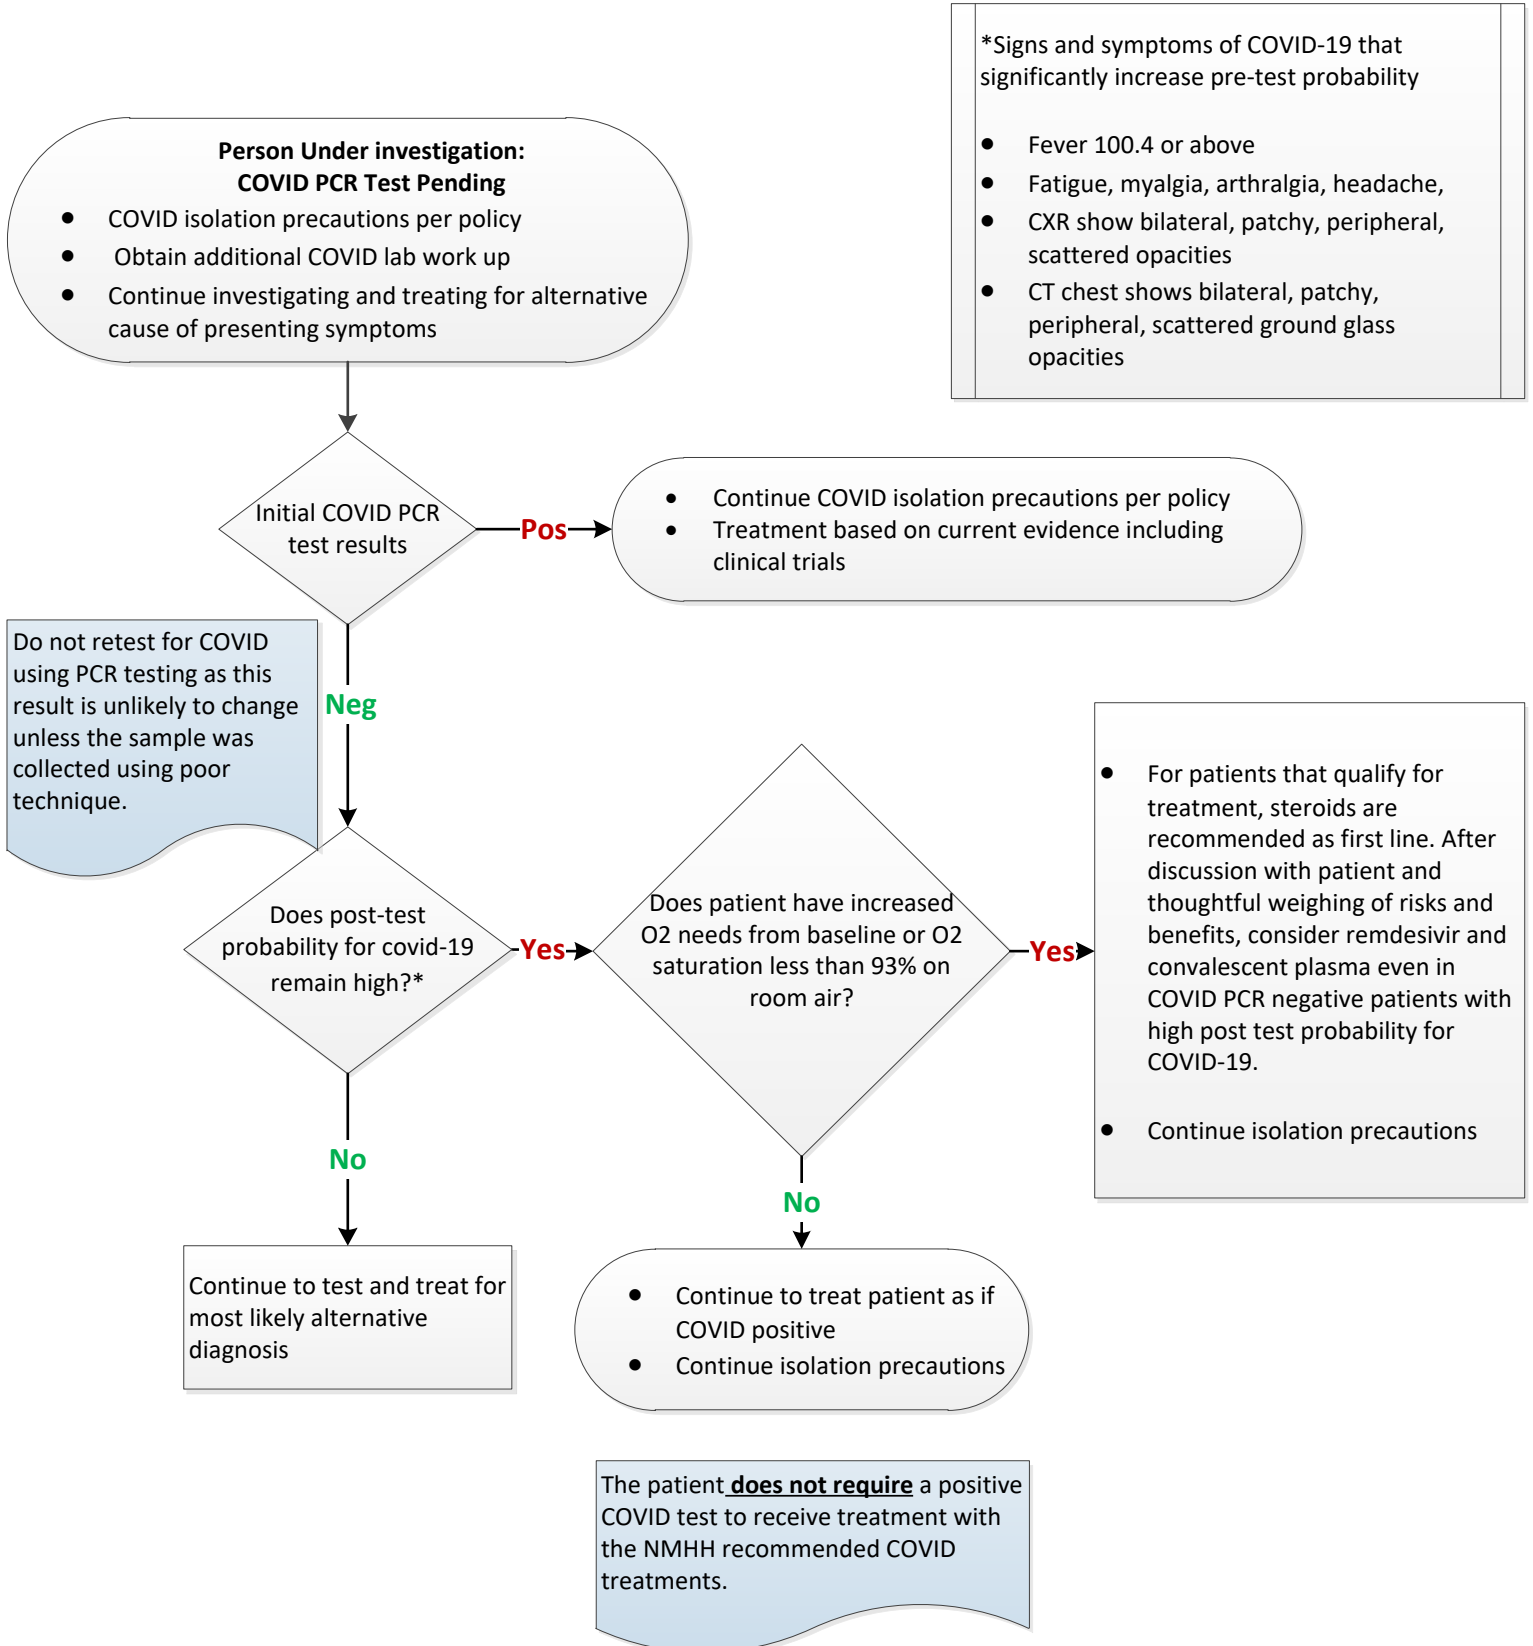 *Signs and symptoms of COVID-19 that
significantly increase pre-test probability
● Fever 100.4 or above
● Fatigue, myalgia, arthralgia, headache,
● CXR show bilateral, patchy, peripheral,
scattered opacities
● CT chest shows bilateral, patchy,
peripheral, scattered ground glass
opacities
Person Under investigation:
COVID PCR Test Pending
● COVID isolation precautions per policy
● Obtain additional COVID lab work up
● Continue investigating and treating for alternative
cause of presenting symptoms
Initial COVID PCR
test results
Pos
● Continue COVID isolation precautions per policy
● Treatment based on current evidence including
clinical trials
Do not retest for COVID
using PCR testing as this
result is unlikely to change
unless the sample was
collected using poor
technique.
Neg
Does post-test
probability for covid-19
remain high?*
Yes
Does patient have increased
O2 needs from baseline or O2
saturation less than 93% on
room air?
Yes
● For patients that qualify for
treatment, steroids are
recommended as first line. After
discussion with patient and
thoughtful weighing of risks and
benefits, consider remdesivir and
convalescent plasma even in
COVID PCR negative patients with
high post test probability for
COVID-19.
● Continue isolation precautions
No
Continue to test and treat for
most likely alternative
diagnosis
No
● Continue to treat patient as if
COVID positive
● Continue isolation precautions
The patient does not require a positive
COVID test to receive treatment with
the NMHH recommended COVID
treatments.